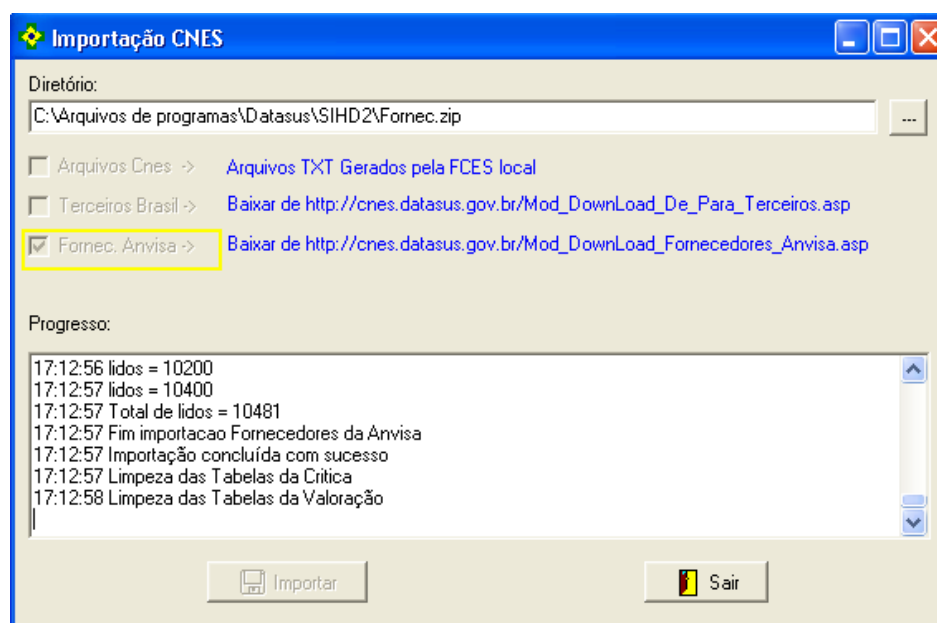 Importação CNES
Diretório:
C:\Arquivos de programas\Datasus\SIHD2\Fornec.zip
...
Arquivos Cnes -> Arquivos TXT Gerados pela FCES local
Terceiros Brasil -> Baixar de http://cnes.datasus.gov.br/Mod_DownLoad_De_Para_Terceiros.asp
Fornec. Anvisa -> Baixar de http://cnes.datasus.gov.br/Mod_DownLoad_Fornecedores_Anvisa.asp
Progresso:
17:12:56 lidos = 10200
17:12:57 lidos = 10400
17:12:57 Total de lidos = 10481
17:12:57 Fim importacao Fornecedores da Anvisa
17:12:57 Importação concluída com sucesso
17:12:57 Limpeza das Tabelas da Critica
17:12:58 Limpeza das Tabelas da Valoração
Importar Sair